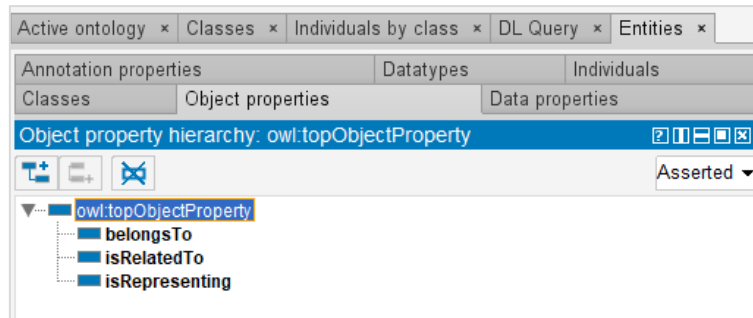 Active ontology × Classes × Individuals by class × DL Query × Entities ×
Annotation properties Datatypes Individuals
Classes Object properties Data properties
Object property hierarchy: owl:topObjectProperty
Asserted
owl:topObjectProperty
belongsTo
isRelatedTo
isRepresenting